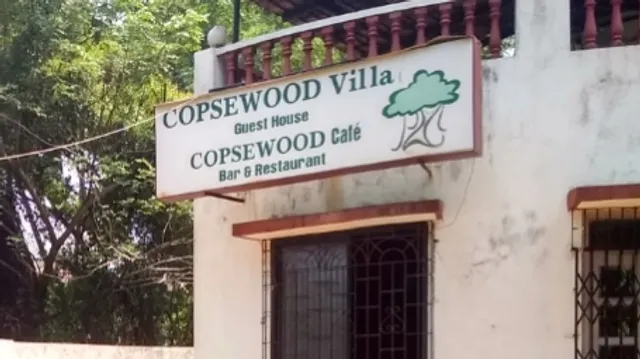 COPSEWOOD Villa
Guest House
COPSEWOOD Café
Bar & Restaurant